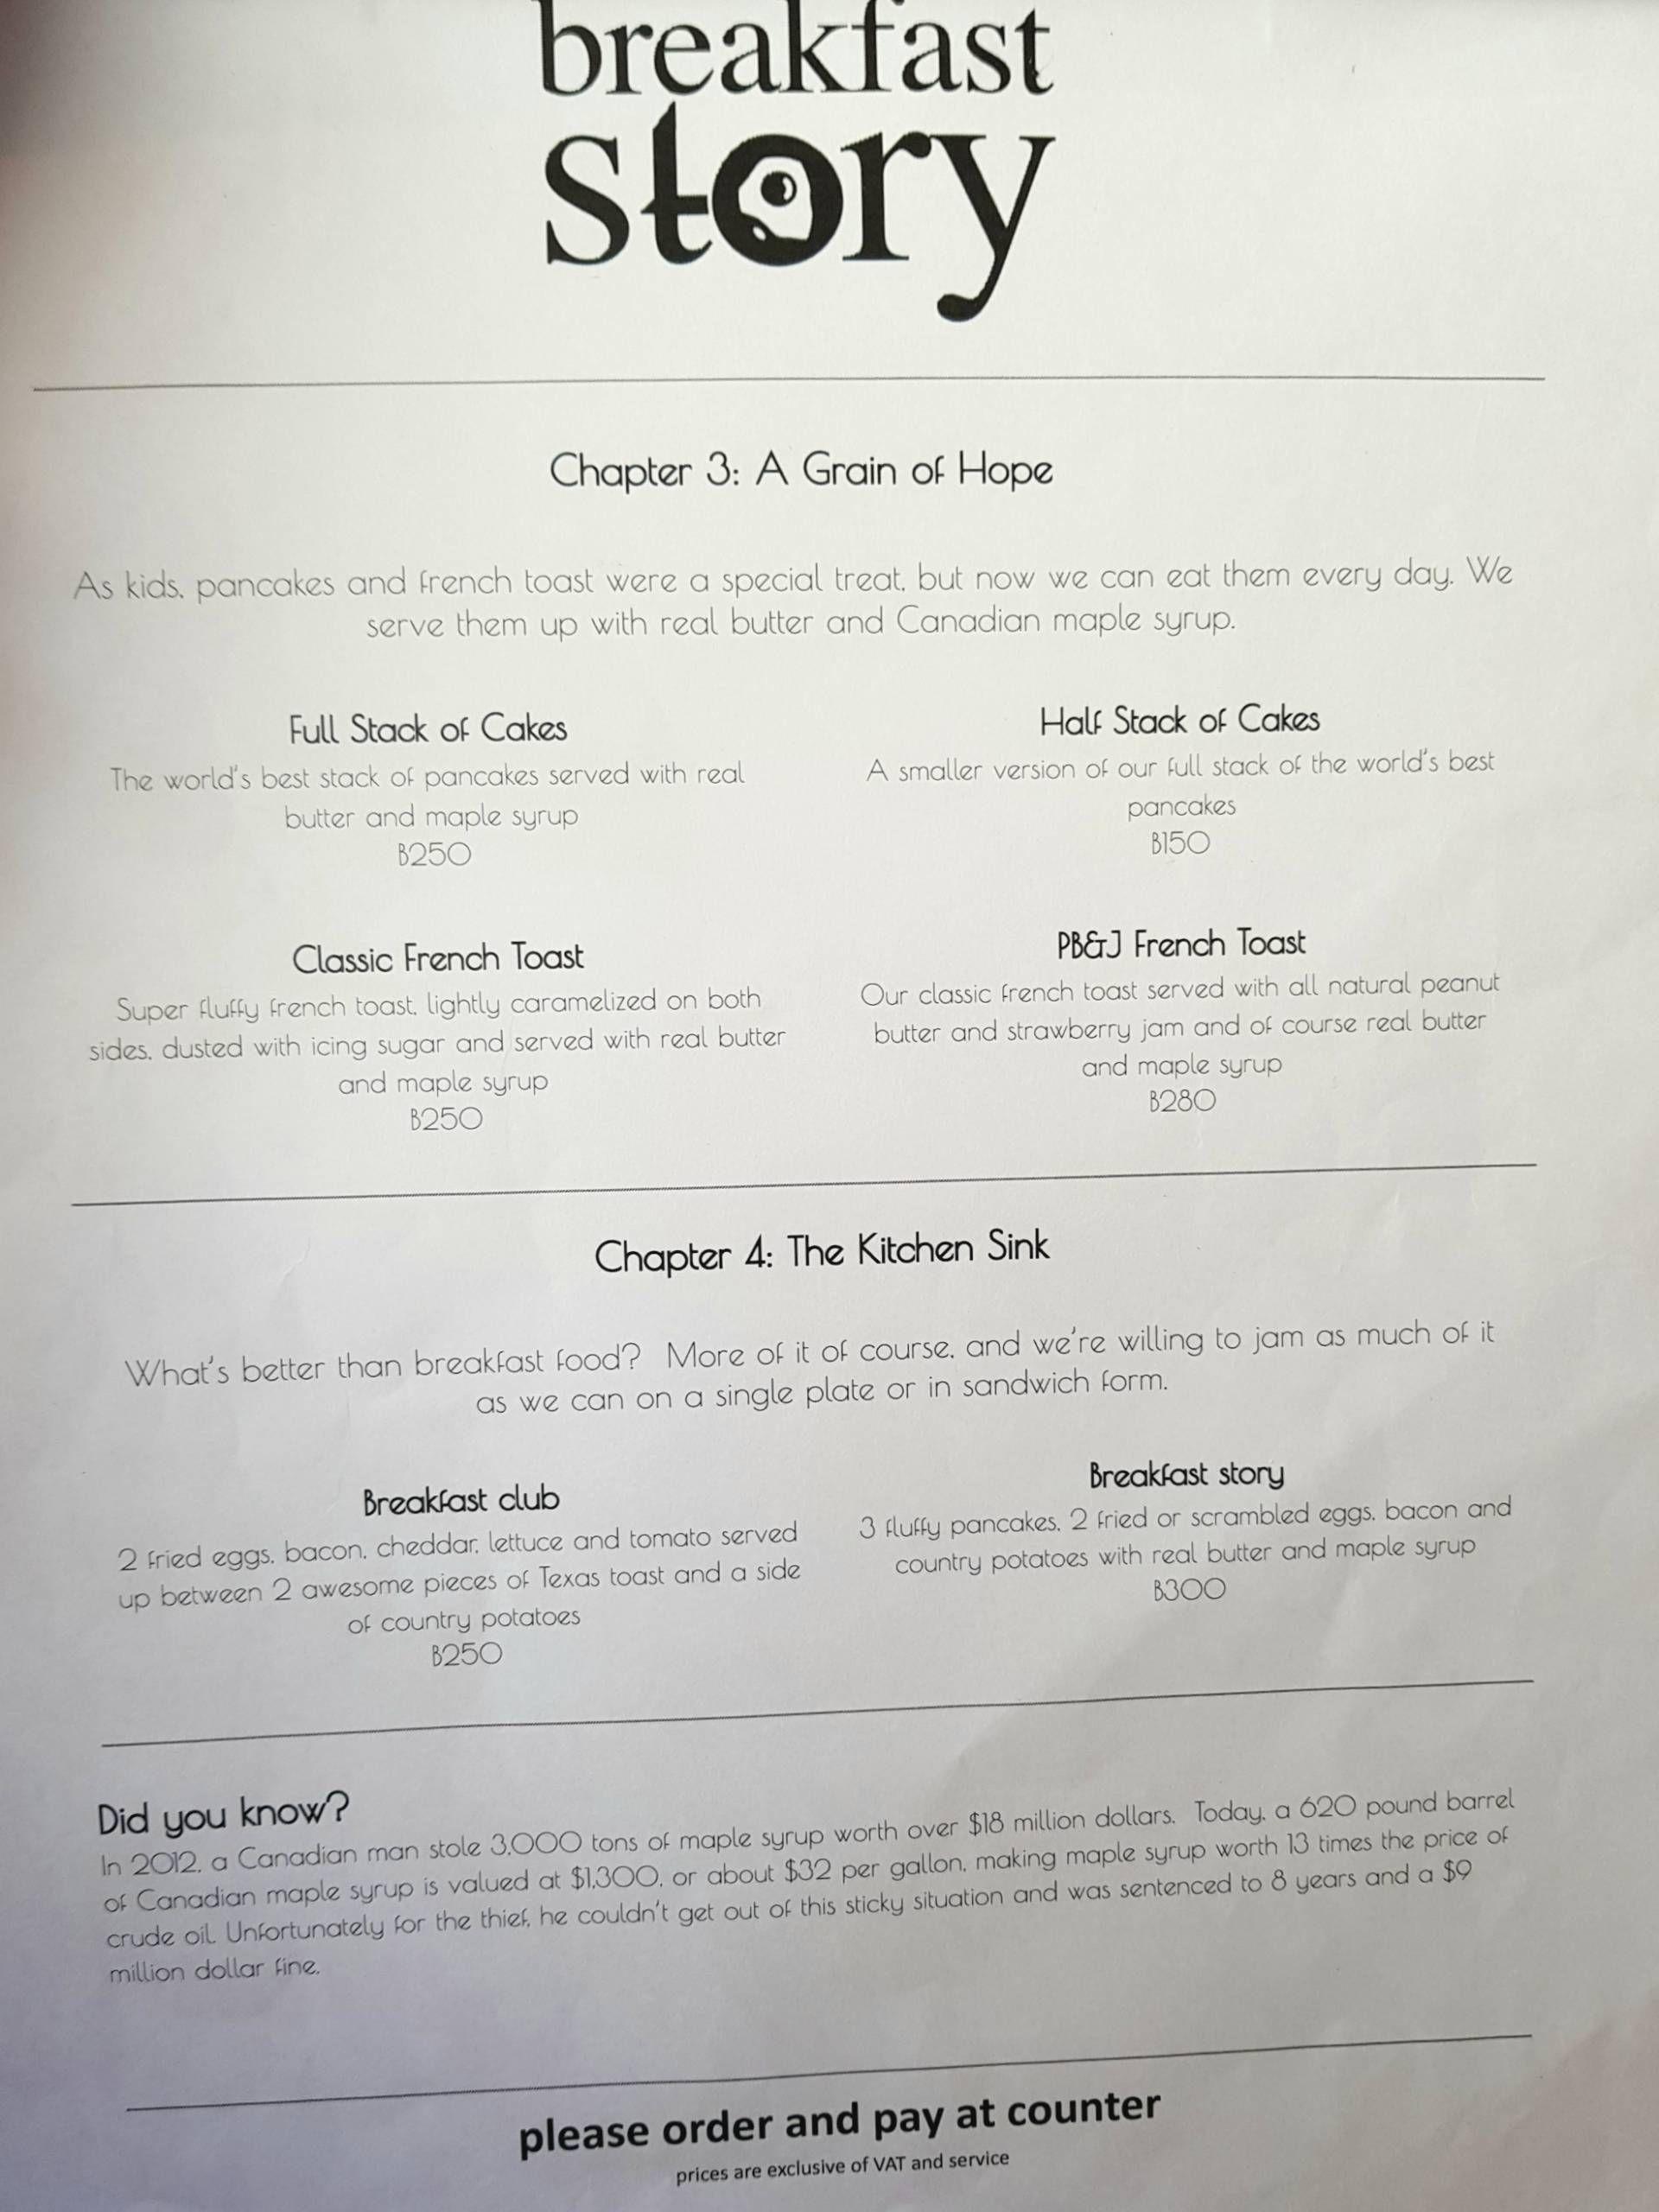 breakfast
story
Chapter 3: A Grain of Hope
As kids, pancakes and french toast were a special treat, but now we can eat them every day. We
serve them up with real butter and Canadian maple syrup.
Full Stack of Cakes
The world's best stack of pancakes served with real
butter and maple syrup
B250
Half Stack of Cakes
A smaller version of our full stack of the world's best
pancakes
B150
Classic French Toast
Super fluffy french toast, lightly caramelized on both
sides, dusted with icing sugar and served with real butter
and maple syrup
B250
PB&J French Toast
Our classic french toast served with all natural peanut
butter and strawberry jam and of course real butter
and maple syrup
B280
Chapter 4: The Kitchen Sink
What's better than breakfast food? More of it of course, and we're willing to jam as much of it
as we can on a single plate or in sandwich form.
Breakfast club
2 fried eggs, bacon, cheddar, lettuce and tomato served
up between 2 awesome pieces of Texas toast and a side
of country potatoes
B250
Breakfast story
3 fluffy pancakes, 2 fried or scrambled eggs, bacon and
country potatoes with real butter and maple syrup
B300
Did you know?
In 2012, a Canadian man stole 3,000 tons of maple syrup worth over $18 million dollars. Today, a 620 pound barrel
of Canadian maple syrup is valued at $1,300, or about $32 per gallon, making maple syrup worth 13 times the price of
crude oil. Unfortunately for the thief, he couldn't get out of this sticky situation and was sentenced to 8 years and a $9
million dollar fine.
please order and pay at counter
prices are exclusive of VAT and service